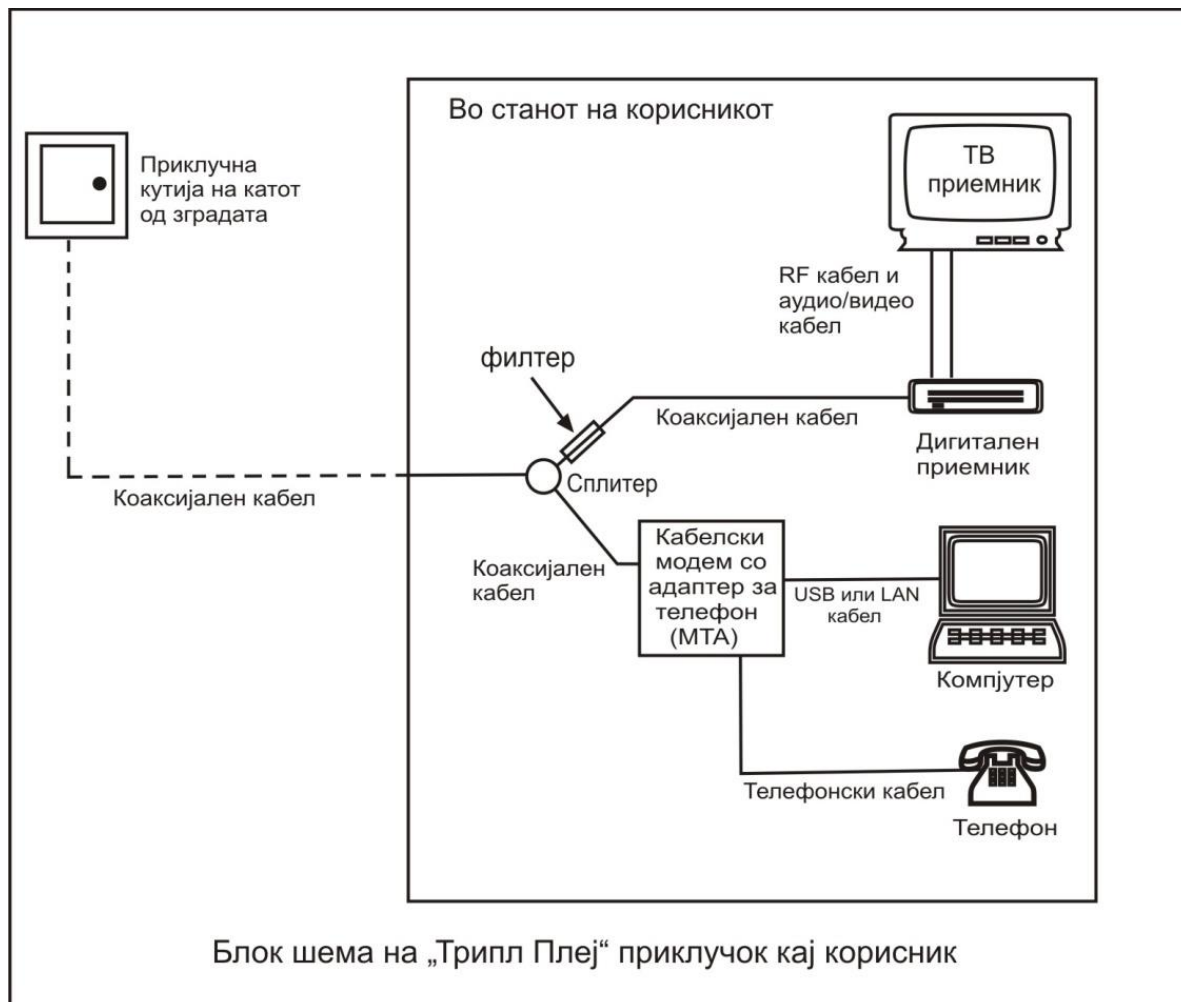 Во станот на корисникот
Приклучна
кутија на катот
од зградата
ТВ
приемник
RF кабел и
аудио/видео
кабел
филтер
Коаксијален кабел
Дигитален
приемник
Сплитер
Коаксијален кабел
Коаксијален
кабел
Кабелски
модем со
адаптер за
телефон
(МТА)
USB или LAN
кабел
Компјутер
Телефонски кабел
Телефон
Блок шема на „Трипл Плеј“ приклучок кај корисник